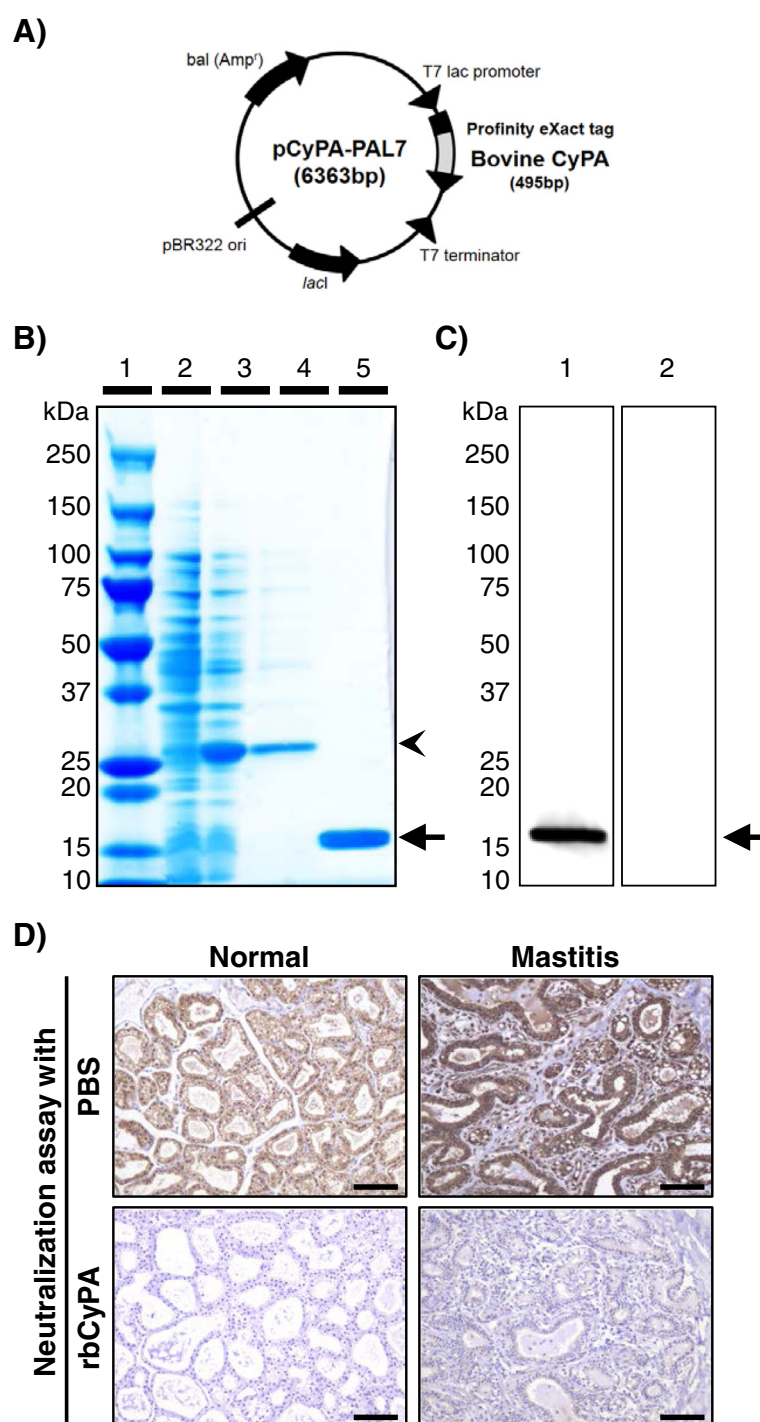 A)
bal (Ampʳ)
T7 lac promoter
Profinity eXact tag
pCyPA-PAL7
(6363bp)
Bovine CyPA
(495bp)
pBR322 ori
T7 terminator
lacI
B)
1 2 3 4 5
kDa
250
150
100
75
50
37
25
20
15
10
C)
1 2
kDa
250
150
100
75
50
37
25
20
15
10
D)
Normal Mastitis
Neutralization assay with
PBS
rbCyPA